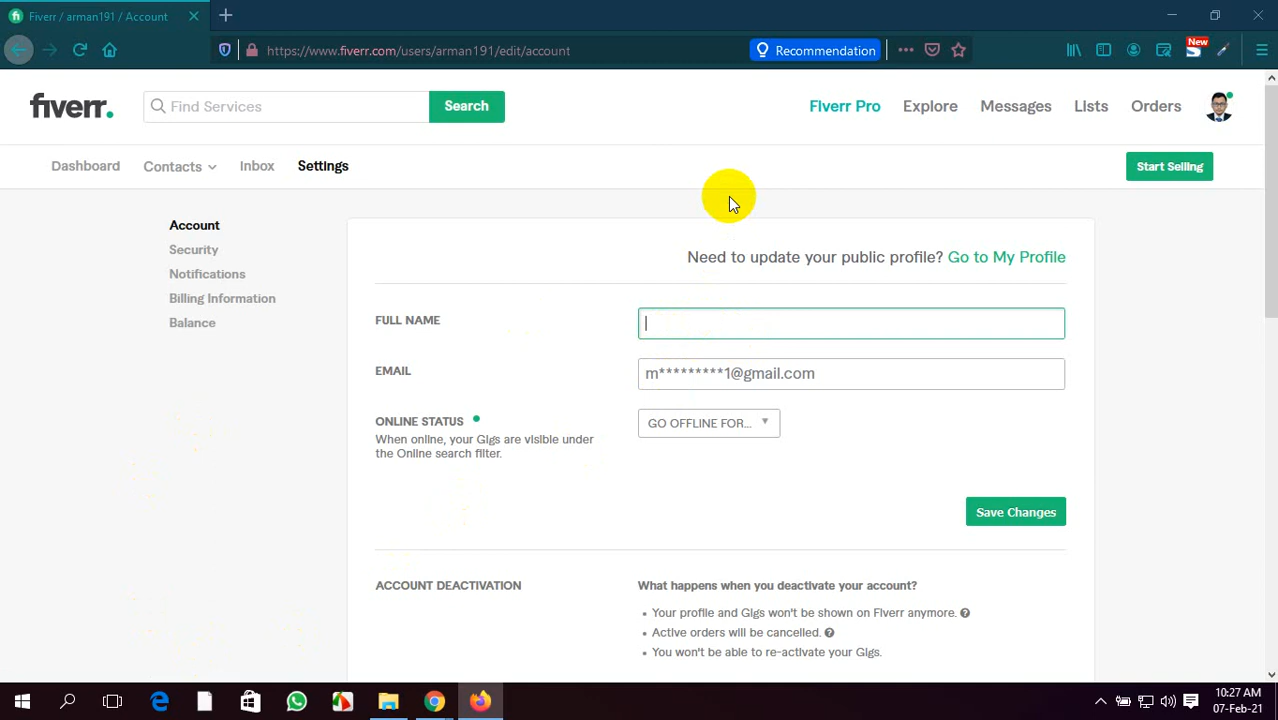 Fiverr / arman191 / Account
https://www.fiverr.com/users/arman191/edit/account
Recommendation
New
fiverr.
Find Services
Search
Fiverr Pro
Explore
Messages
Lists
Orders
Dashboard
Contacts
Inbox
Settings
Start Selling
Account
Security
Notifications
Billing Information
Balance
Need to update your public profile? Go to My Profile
FULL NAME
EMAIL
m*********1@gmail.com
ONLINE STATUS
When online, your Gigs are visible under
the Online search filter.
GO OFFLINE FOR...
Save Changes
ACCOUNT DEACTIVATION
What happens when you deactivate your account?
• Your profile and Gigs won't be shown on Fiverr anymore.
• Active orders will be cancelled.
• You won't be able to re-activate your Gigs.
10:27 AM
07-Feb-21